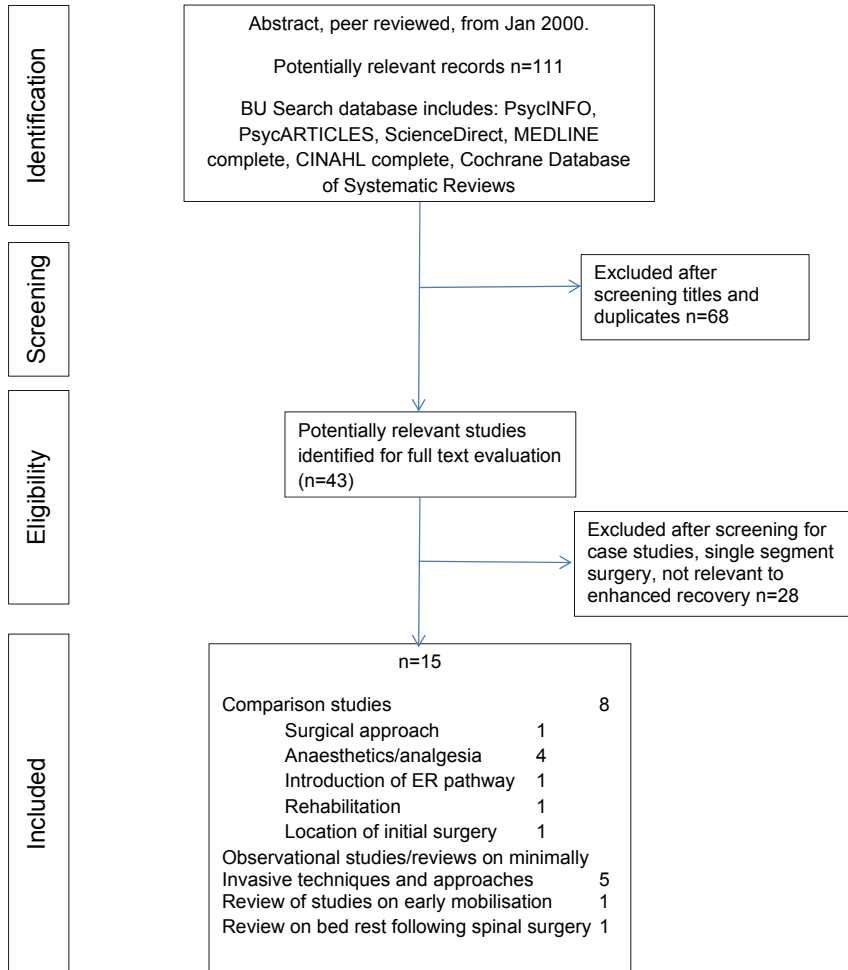 Identification
Abstract, peer reviewed, from Jan 2000.
Potentially relevant records n=111
BU Search database includes: PsycINFO,
PsycARTICLES, ScienceDirect, MEDLINE
complete, CINAHL complete, Cochrane Database
of Systematic Reviews
Screening
Excluded after
screening titles and
duplicates n=68
Eligibility
Potentially relevant studies
identified for full text evaluation
(n=43)
Excluded after screening for
case studies, single segment
surgery, not relevant to
enhanced recovery n=28
Included
n=15
Comparison studies 8
Surgical approach 1
Anaesthetics/analgesia 4
Introduction of ER pathway 1
Rehabilitation 1
Location of initial surgery 1
Observational studies/reviews on minimally
Invasive techniques and approaches 5
Review of studies on early mobilisation 1
Review on bed rest following spinal surgery 1